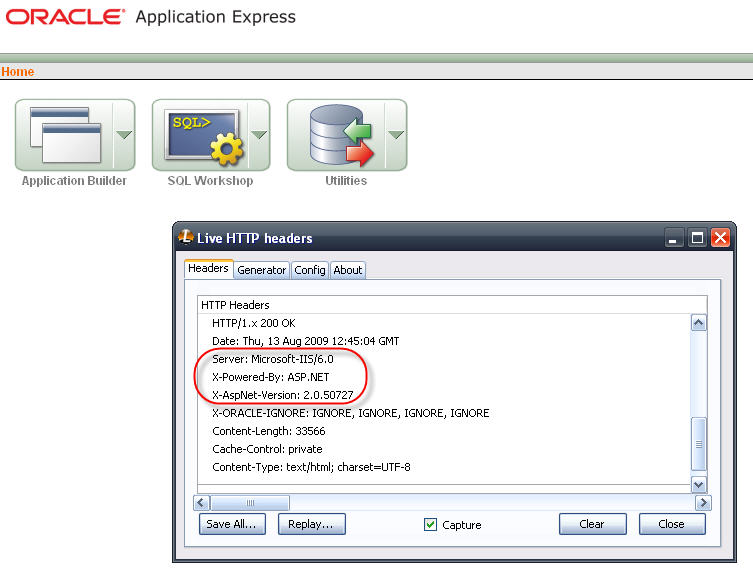 ORACLE® Application Express
Home
SQL>
Application Builder
SQL Workshop
Utilities
Live HTTP headers
Headers Generator Config About
HTTP Headers
HTTP/1.x 200 OK
Date: Thu, 13 Aug 2009 12:45:04 GMT
Server: Microsoft-IIS/6.0
X-Powered-By: ASP.NET
X-AspNet-Version: 2.0.50727
X-ORACLE-IGNORE: IGNORE, IGNORE, IGNORE, IGNORE
Content-Length: 33566
Cache-Control: private
Content-Type: text/html; charset=UTF-8
Save All... Replay... Capture Clear Close